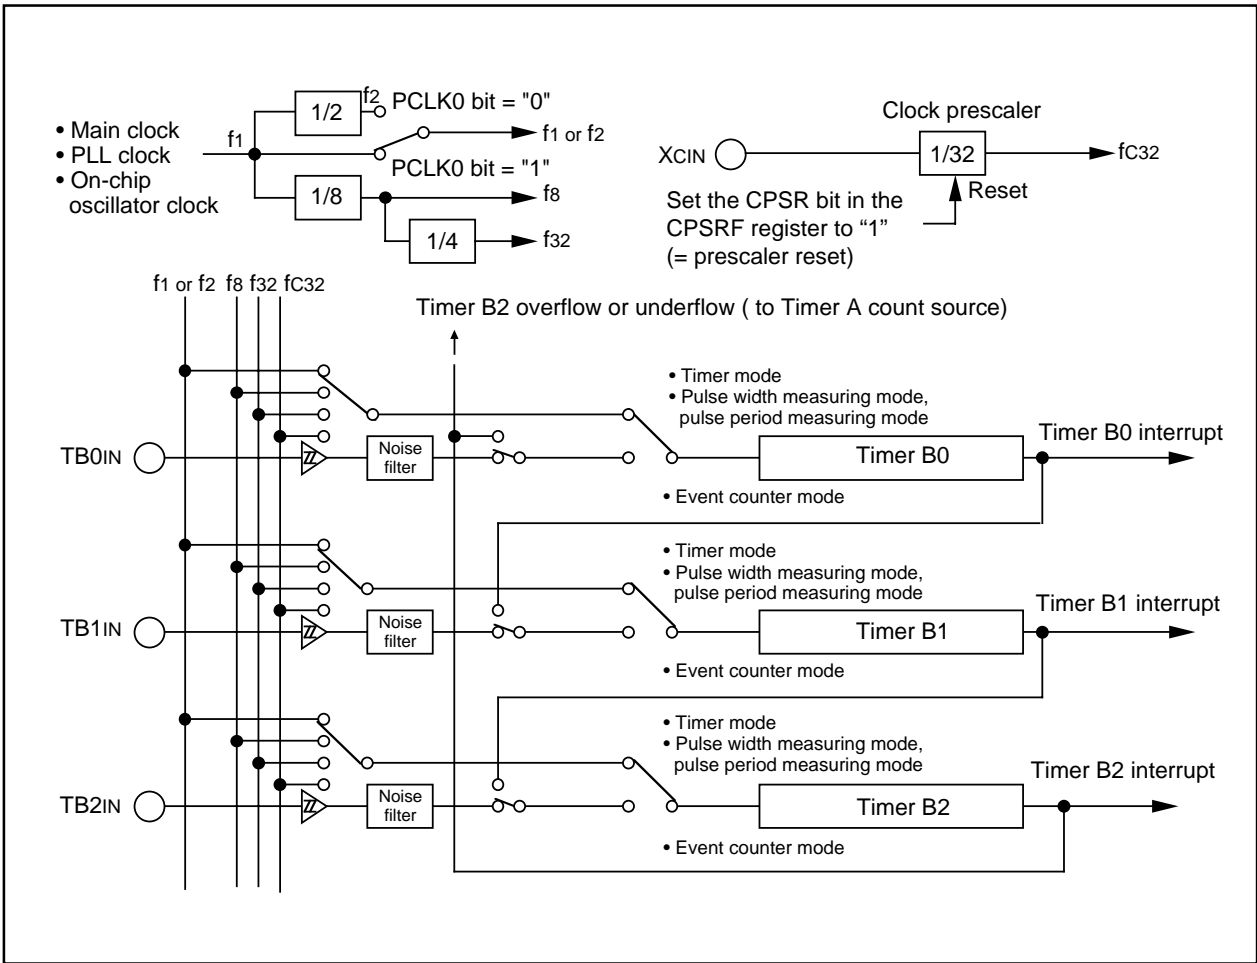 f2
PCLK0 bit = "0"
1/2
Clock prescaler
• Main clock
f1
f1 or f2
• PLL clock
XCIN
1/32
fC32
• On-chip
oscillator clock
PCLK0 bit = "1"
1/8
f8
Reset
Set the CPSR bit in the
CPSRF register to “1”
(= prescaler reset)
1/4
f32
f1 or f2 f8 f32 fC32
Timer B2 overflow or underflow ( to Timer A count source)
• Timer mode
• Pulse width measuring mode,
pulse period measuring mode
Timer B0 interrupt
TB0IN
Noise
filter
Timer B0
• Event counter mode
• Timer mode
• Pulse width measuring mode,
pulse period measuring mode
Timer B1 interrupt
TB1IN
Noise
filter
Timer B1
• Event counter mode
• Timer mode
• Pulse width measuring mode,
pulse period measuring mode
Timer B2 interrupt
TB2IN
Noise
filter
Timer B2
• Event counter mode